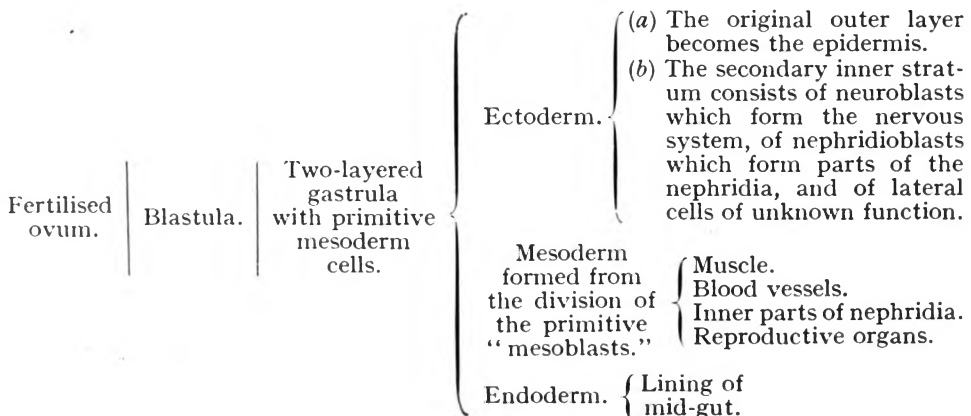 Fertilised
ovum.
Blastula.
Two-layered
gastrula
with primitive
mesoderm
cells.
Ectoderm.
(a) The original outer layer
becomes the epidermis.
(b) The secondary inner strat-
um consists of neuroblasts
which form the nervous
system, of nephridioblasts
which form parts of the
nephridia, and of lateral
cells of unknown function.
Mesoderm
formed from
the division of
the primitive
“mesoblasts.”
Muscle.
Blood vessels.
Inner parts of nephridia.
Reproductive organs.
Endoderm.
Lining of
mid-gut.